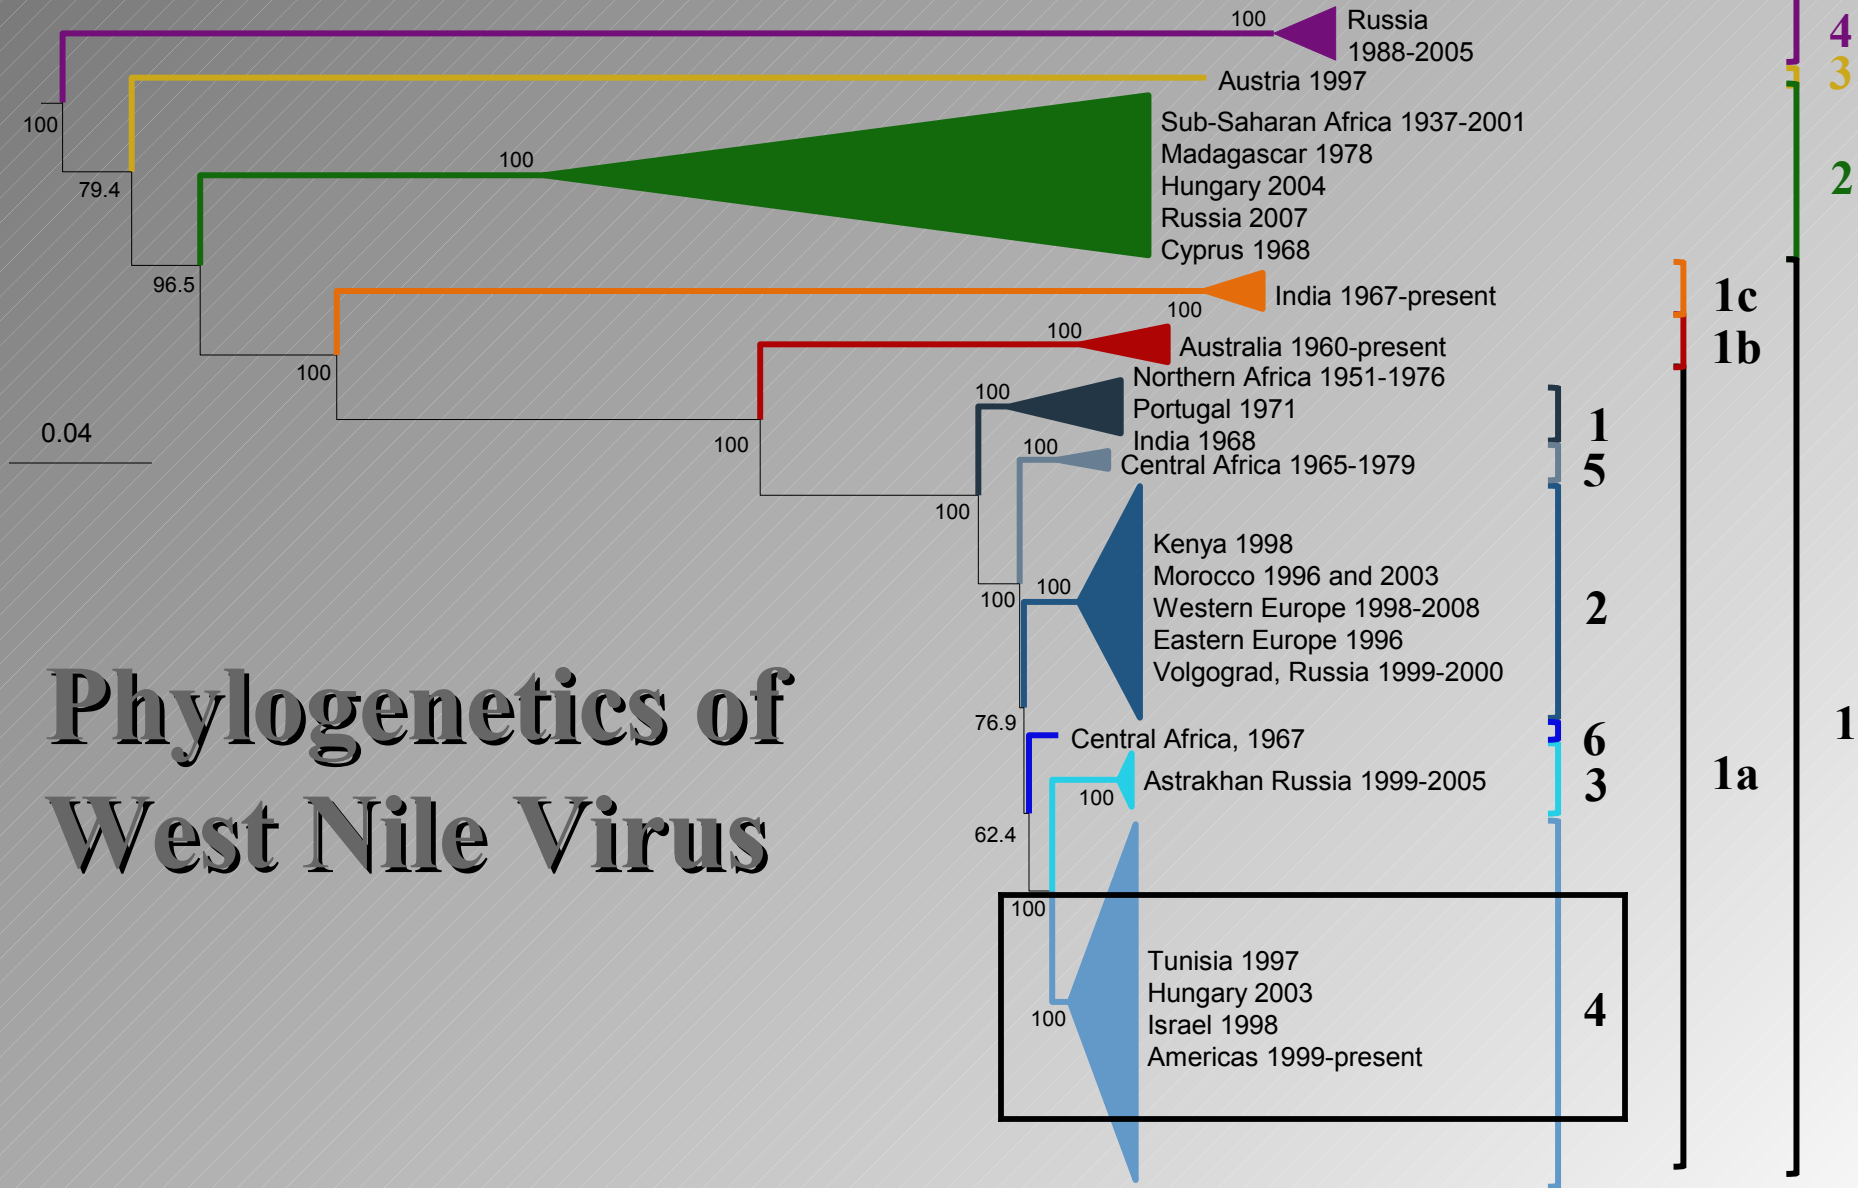 100
Russia
1988-2005
4
Austria 1997
3
100
79.4
100
Sub-Saharan Africa 1937-2001
Madagascar 1978
Hungary 2004
Russia 2007
Cyprus 1968
2
96.5
100
India 1967-present
1c
100
Australia 1960-present
1b
100
100
Northern Africa 1951-1976
Portugal 1971
India 1968
1
0.04
100
100
Central Africa 1965-1979
5
100
100
100
Kenya 1998
Morocco 1996 and 2003
Western Europe 1998-2008
Eastern Europe 1996
Volgograd, Russia 1999-2000
2
Phylogenetics of
West Nile Virus
76.9
Central Africa, 1967
6
1
100
Astrakhan Russia 1999-2005
3
1a
62.4
100
100
Tunisia 1997
Hungary 2003
Israel 1998
Americas 1999-present
4